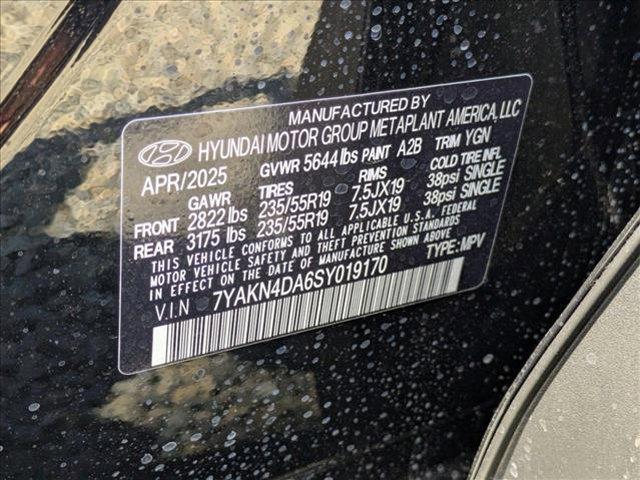 MANUFACTURED BY
HYUNDAI MOTOR GROUP METAPLANT AMERICA, LLC
APR/2025 GVWR 5644 lbs PAINT A2B TRIM YGN
GAWR TIRES RIMS COLD TIRE INFL
FRONT 2822 lbs 235/55R19 7.5JX19 38psi SINGLE
REAR 3175 lbs 235/55R19 7.5JX19 38psi SINGLE
THIS VEHICLE CONFORMS TO ALL APPLICABLE U.S.A. FEDERAL
MOTOR VEHICLE SAFETY AND THEFT PREVENTION STANDARDS
IN EFFECT ON THE DATE OF MANUFACTURE SHOWN ABOVE.
V.I.N 7YAKN4DA6SY019170 TYPE: MPV